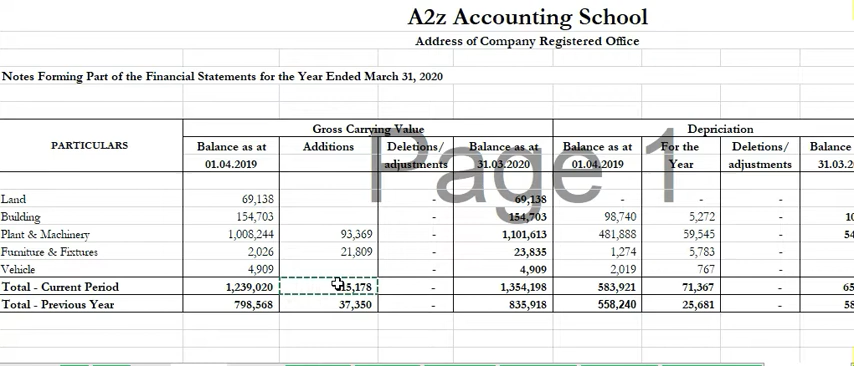 A2z Accounting School
Address of Company Registered Office
Notes Forming Part of the Financial Statements for the Year Ended March 31, 2020
Gross Carrying Value Depriciation
PARTICULARS Balance as at Additions Deletions/ Balance as at Balance as at For the Deletions/ Balance
01.04.2019 adjustments 31.03.2020 01.04.2019 Year adjustments
Page 1
Land 69,138 - 69,138 - - -
Building 154,703 - 154,703 98,740 5,272 -
Plant & Machinery 1,008,244 93,369 - 1,101,613 481,888 59,545 -
Furniture & Fixtures 2,026 21,809 - 23,835 1,274 5,783 -
Vehicle 4,909 - 4,909 2,019 767 -
Total - Current Period 1,239,020 - 1,354,198 583,921 71,367 -
Total - Previous Year 798,568 37,350 - 835,918 558,240 25,681 -